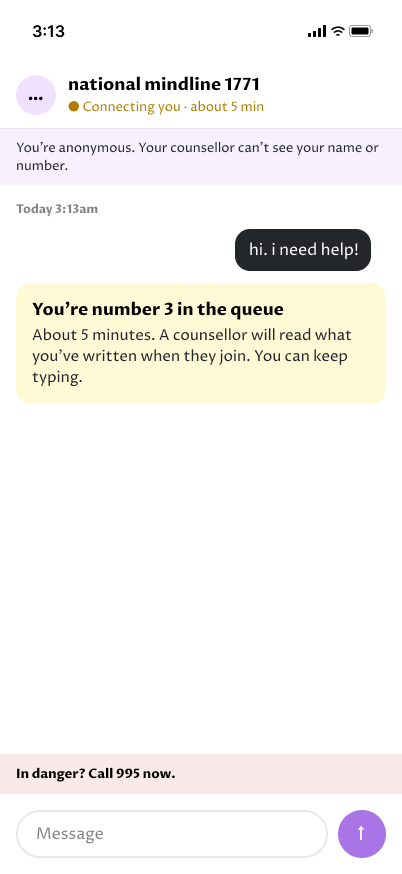 3:13
...
national mindline 1771
Connecting you · about 5 min
You're anonymous. Your counsellor can't see your name or
number.
Today 3:13am
hi. i need help!
You're number 3 in the queue
About 5 minutes. A counsellor will read what
you've written when they join. You can keep
typing.
In danger? Call 995 now.
Message
↑